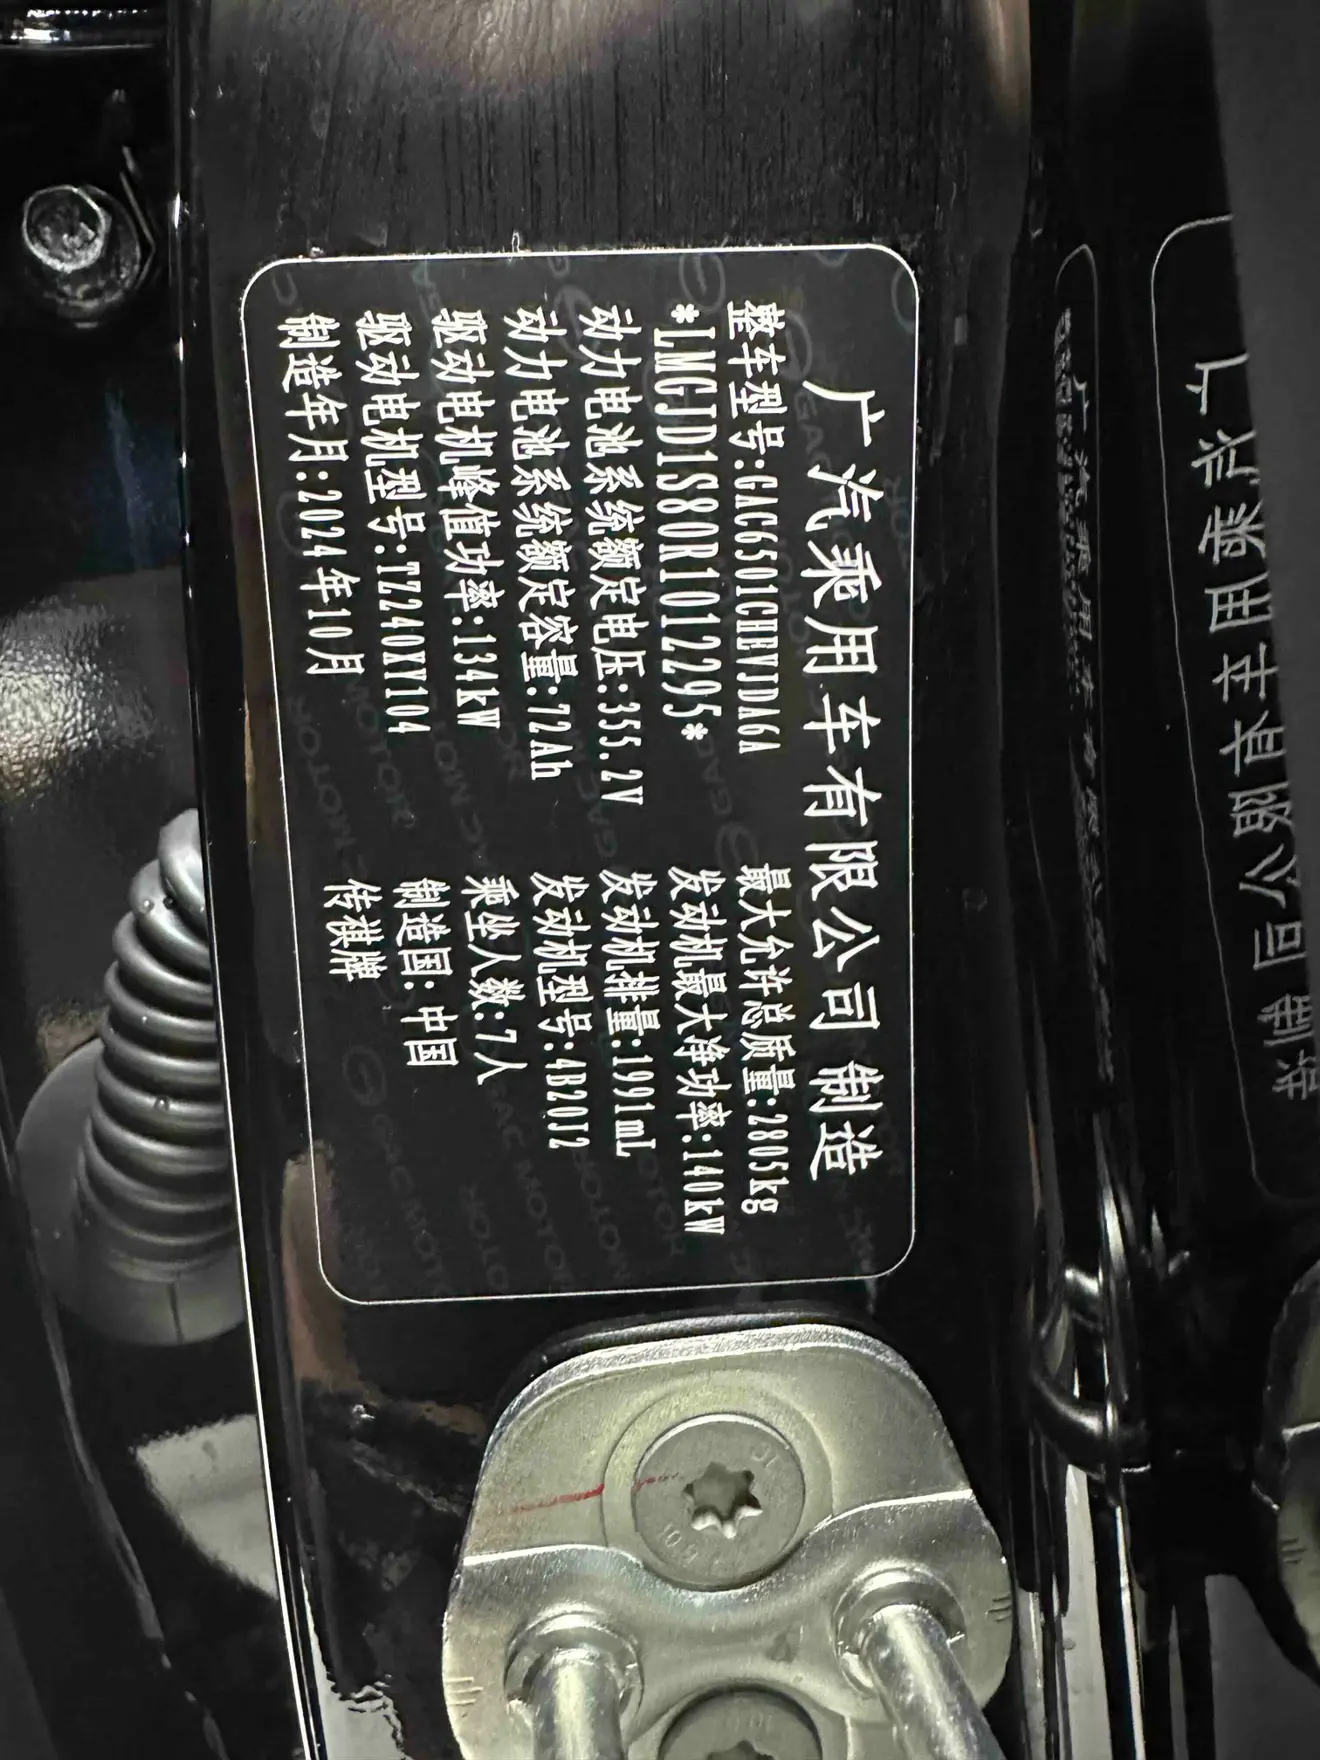 广汽乘用车有限公司 制造
整车型号:GAC6501CHEVJDA6A
*LMGJD1S80R1012295*
动力电池系统额定电压:355.2V
动力电池系统额定容量:72Ah
驱动电机峰值功率:134kW
驱动电机型号:TZ240XY104
制造年月:2024年10月
最大允许总质量:2805kg
发动机最大净功率:140kW
发动机排量:1991mL
发动机型号:4B20J2
乘坐人数:7人
制造国: 中国
传祺牌